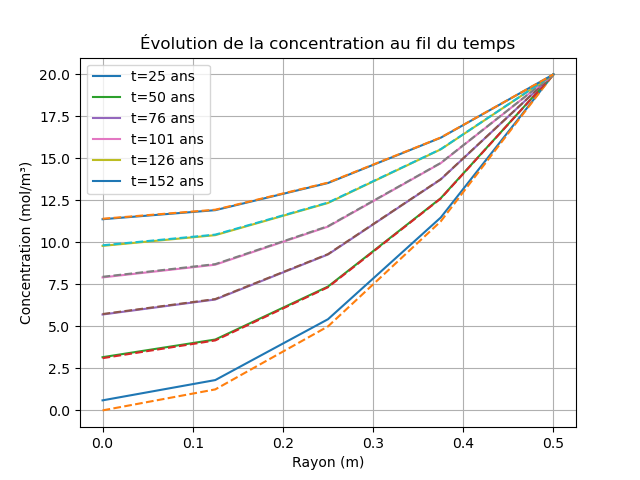 Évolution de la concentration au fil du temps
Concentration (mol/m³)
20.0
17.5
15.0
12.5
10.0
7.5
5.0
2.5
0.0
t=25 ans
t=50 ans
t=76 ans
t=101 ans
t=126 ans
t=152 ans
0.0 0.1 0.2 0.3 0.4 0.5
Rayon (m)